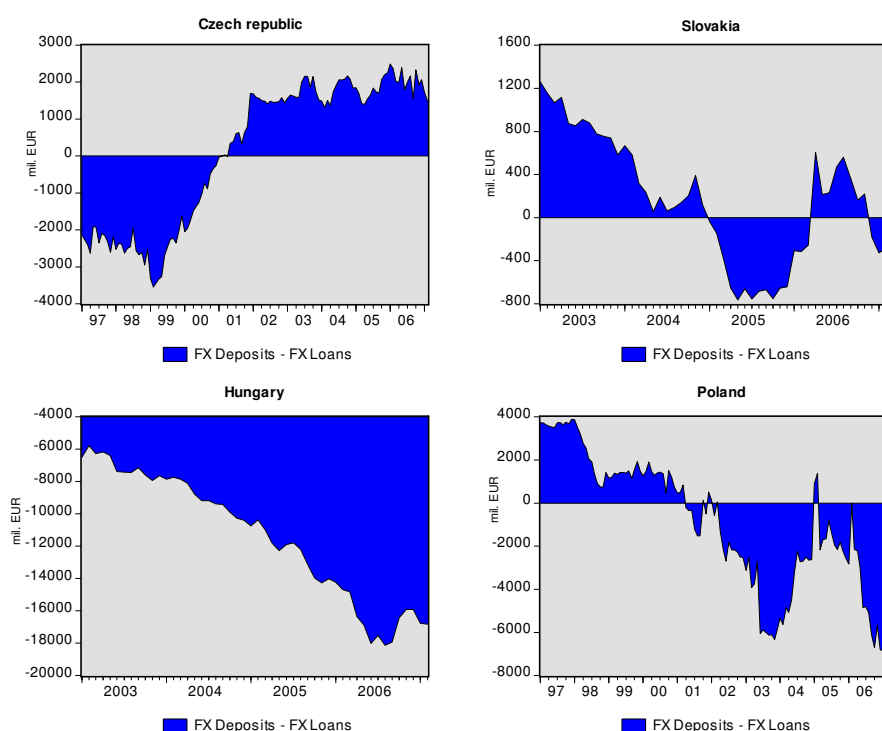 Czech republic
3000
2000
1000
0
-1000
-2000
-3000
-4000
mil. EUR
97 98 99 00 01 02 03 04 05 06
FX Deposits - FX Loans
Slovakia
1600
1200
800
400
0
-400
-800
mil. EUR
2003 2004 2005 2006
FX Deposits - FX Loans
Hungary
-4000
-6000
-8000
-10000
-12000
-14000
-16000
-18000
-20000
mil. EUR
2003 2004 2005 2006
FX Deposits - FX Loans
Poland
4000
2000
0
-2000
-4000
-6000
-8000
mil. EUR
97 98 99 00 01 02 03 04 05 06
FX Deposits - FX Loans